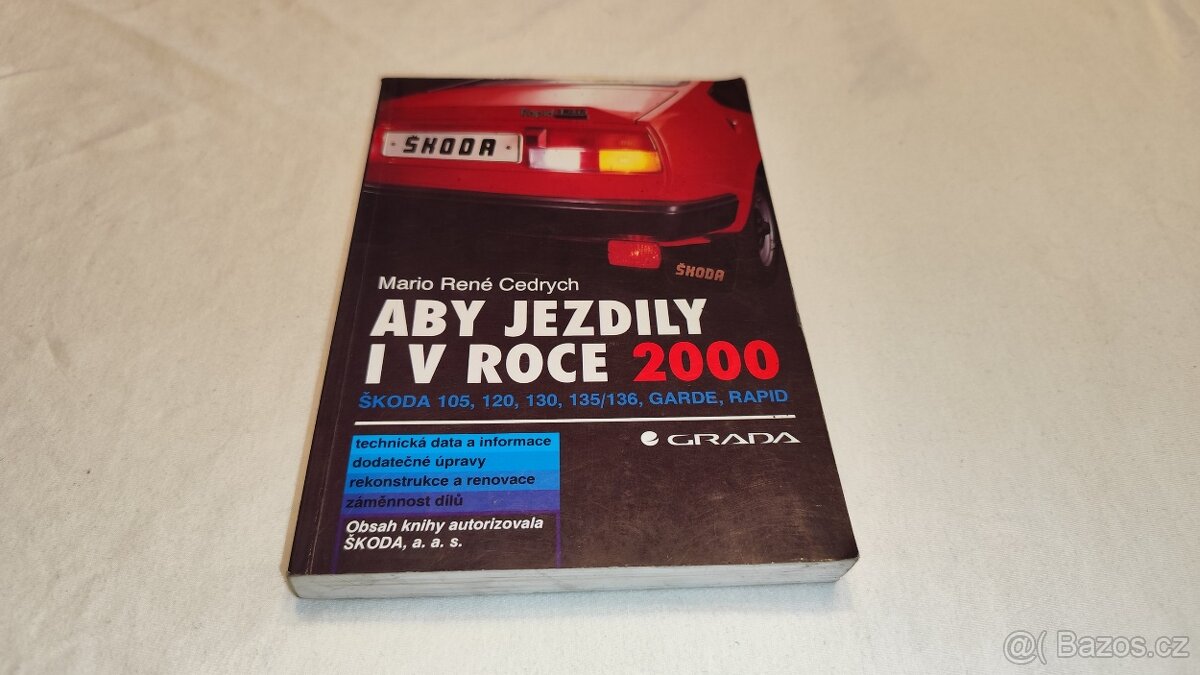 Rapid
ŠKODA
ŠKODA
Mario René Cedrych
ABY JEZDILY
I V ROCE 2000
ŠKODA 105, 120, 130, 135/136, GARDE, RAPID
GRADA
technická data a informace
dodatečné úpravy
rekonstrukce a renovace
záměnnost dílů
Obsah knihy autorizovala
ŠKODA, a. a. s.
@( Bazos.cz